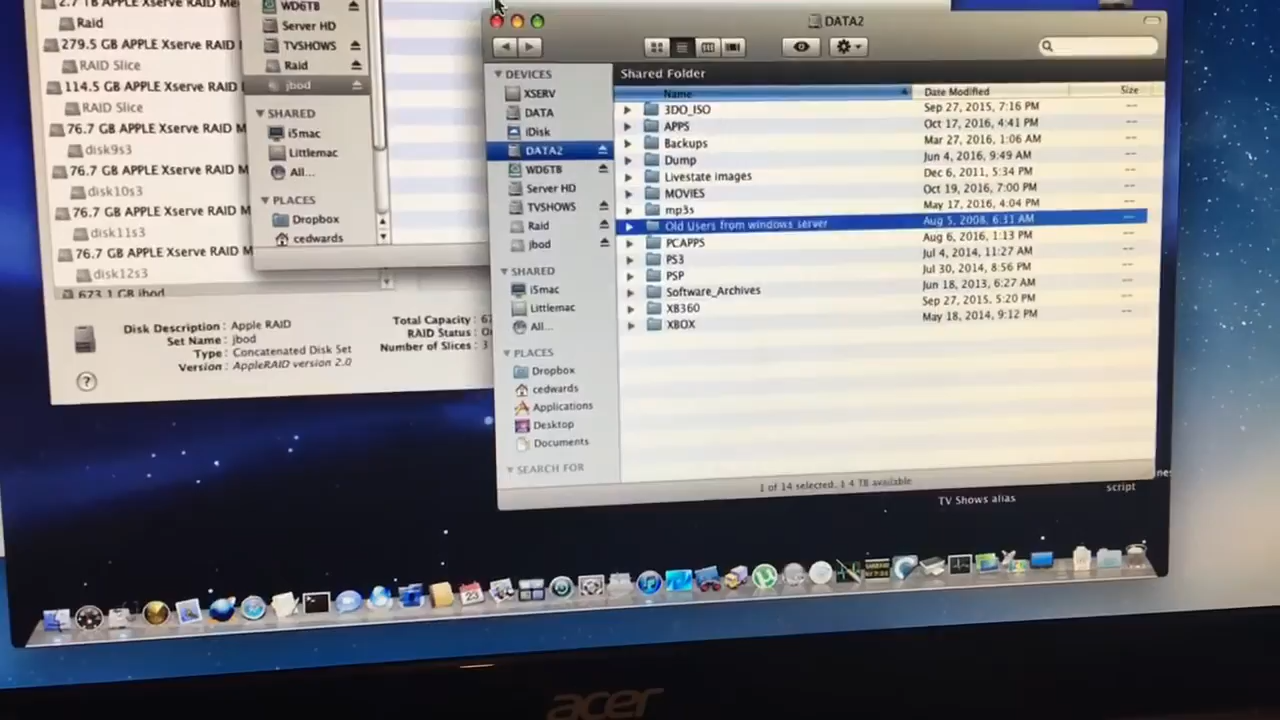 2.7 TB Raid
Raid
279.5 GB APPLE Xserve RAID
RAID Slice
114.5 GB APPLE Xserve RAID
RAID Slice
76.7 GB APPLE Xserve RAID M
disk9s3
76.7 GB APPLE Xserve RAID M
disk10s3
76.7 GB APPLE Xserve RAID M
disk11s3
76.7 GB APPLE Xserve RAID M
disk12s3
673.1 GB jbod
Disk Description : Apple RAID
Set Name : jbod
Type : Concatenated Disk Set
Version : AppleRAID version 2.0
Total Capacity : 67
RAID Status : O
Number of Slices : 3
?
WD6TB
Server HD
TVSHOWS
Raid
jbod
SHARED
i5mac
Littlemac
All...
PLACES
Dropbox
cedwards
DATA2
DEVICES
XSERV
DATA
iDisk
DATA2
WD6TB
Server HD
TVSHOWS
Raid
jbod
SHARED
i5mac
Littlemac
All...
PLACES
Dropbox
cedwards
Applications
Desktop
Documents
SEARCH FOR
Shared Folder
Name Date Modified Size
3DO_ISO Sep 27, 2015, 7:16 PM --
APPS Oct 17, 2016, 4:41 PM --
Backups Mar 27, 2016, 1:06 AM --
Dump Jun 4, 2016, 9:49 AM --
Livestate images Dec 6, 2011, 5:34 PM --
MOVIES Oct 19, 2016, 7:00 PM --
mp3s May 17, 2016, 4:04 PM --
Old Users from windows server Aug 5, 2008, 6:31 AM --
PCAPPS Aug 6, 2016, 1:13 PM --
PS3 Jul 4, 2014, 11:27 AM --
PSP Jul 30, 2014, 8:56 PM --
Software_Archives Jun 18, 2013, 6:27 AM --
XB360 Sep 27, 2015, 5:20 PM --
XBOX May 18, 2014, 9:12 PM --
1 of 14 selected, 1.4 TB available
TV Shows alias
script
23
acer